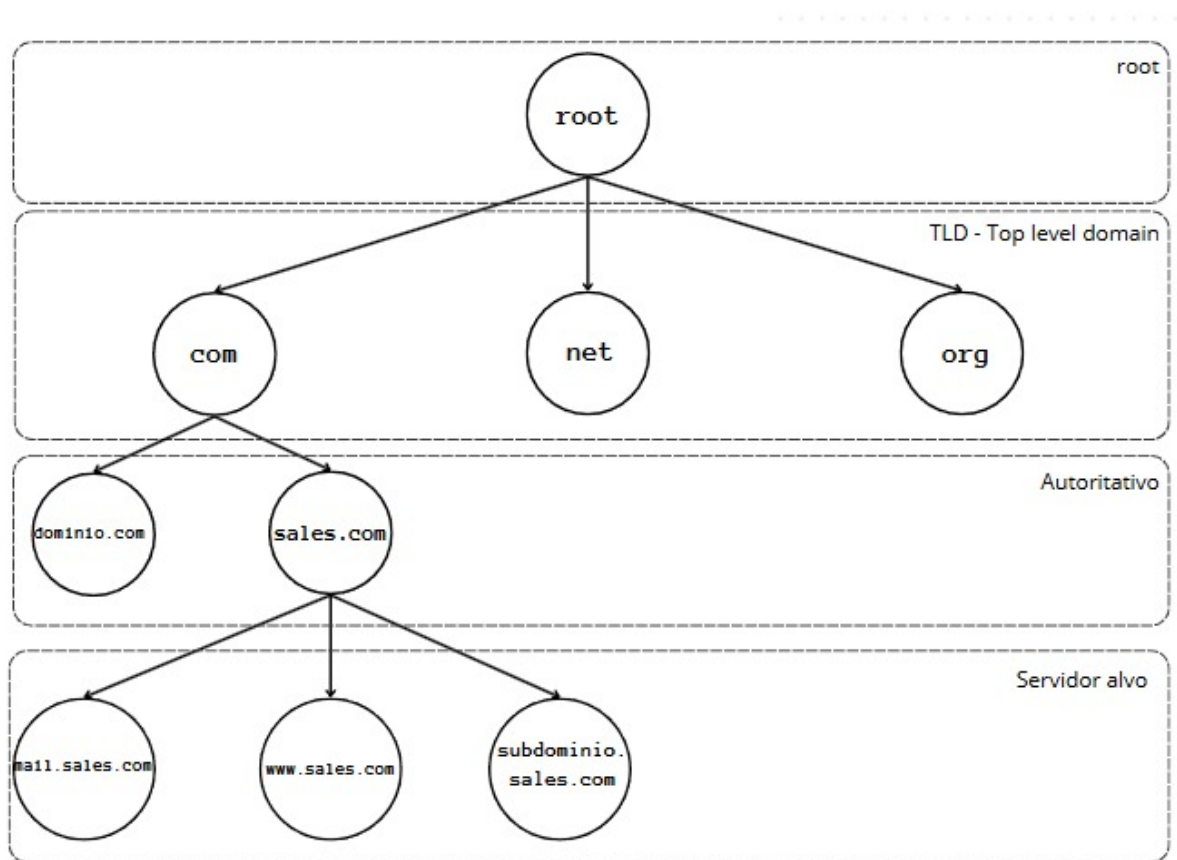 root
root
TLD - Top level domain
com
net
org
Autoritativo
dominio.com
sales.com
Servidor alvo
mail.sales.com
www.sales.com
subdominio.
sales.com